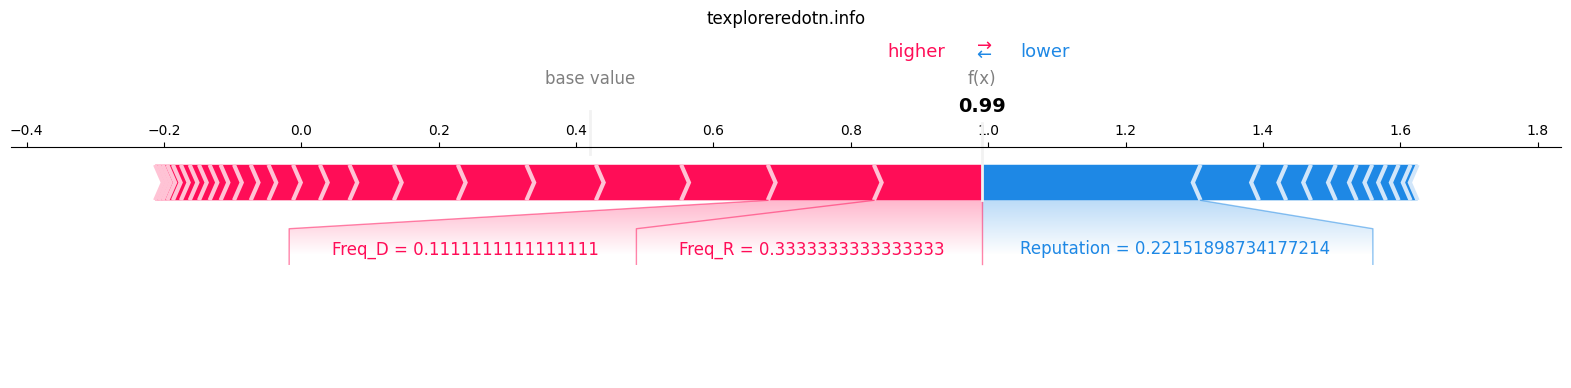 texploreredotn.info
higher ⇄ lower
base value f(x)
0.99
−0.4 −0.2 0.0 0.2 0.4 0.6 0.8 1.0 1.2 1.4 1.6 1.8
Freq_D = 0.1111111111111111 Freq_R = 0.3333333333333333 Reputation = 0.22151898734177214